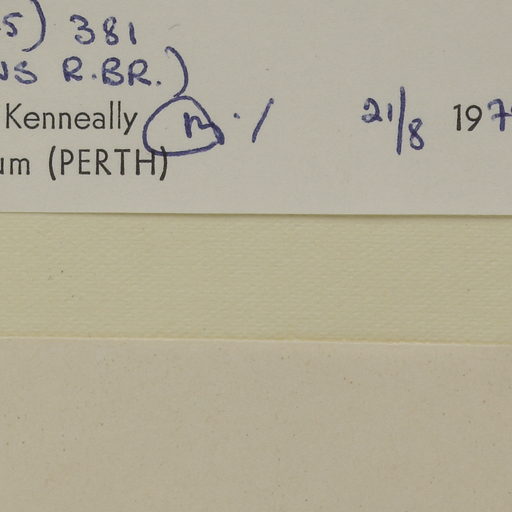 5) 381
NS R.BR.)
Kenneally 21/8 197
um (PERTH)